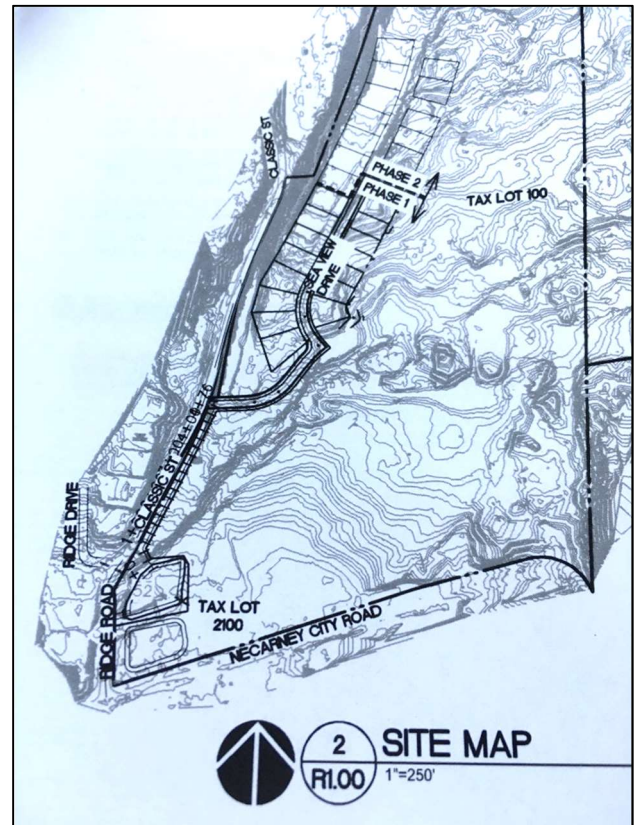 CLASSIC ST
PHASE 2
PHASE 1
TAX LOT 100
SEA VIEW
DRIVE
CLASSIC ST
RIDGE DRIVE
RIDGE ROAD
TAX LOT
2100
NECARNEY CITY ROAD
2
R1.00
SITE MAP
1"=250'